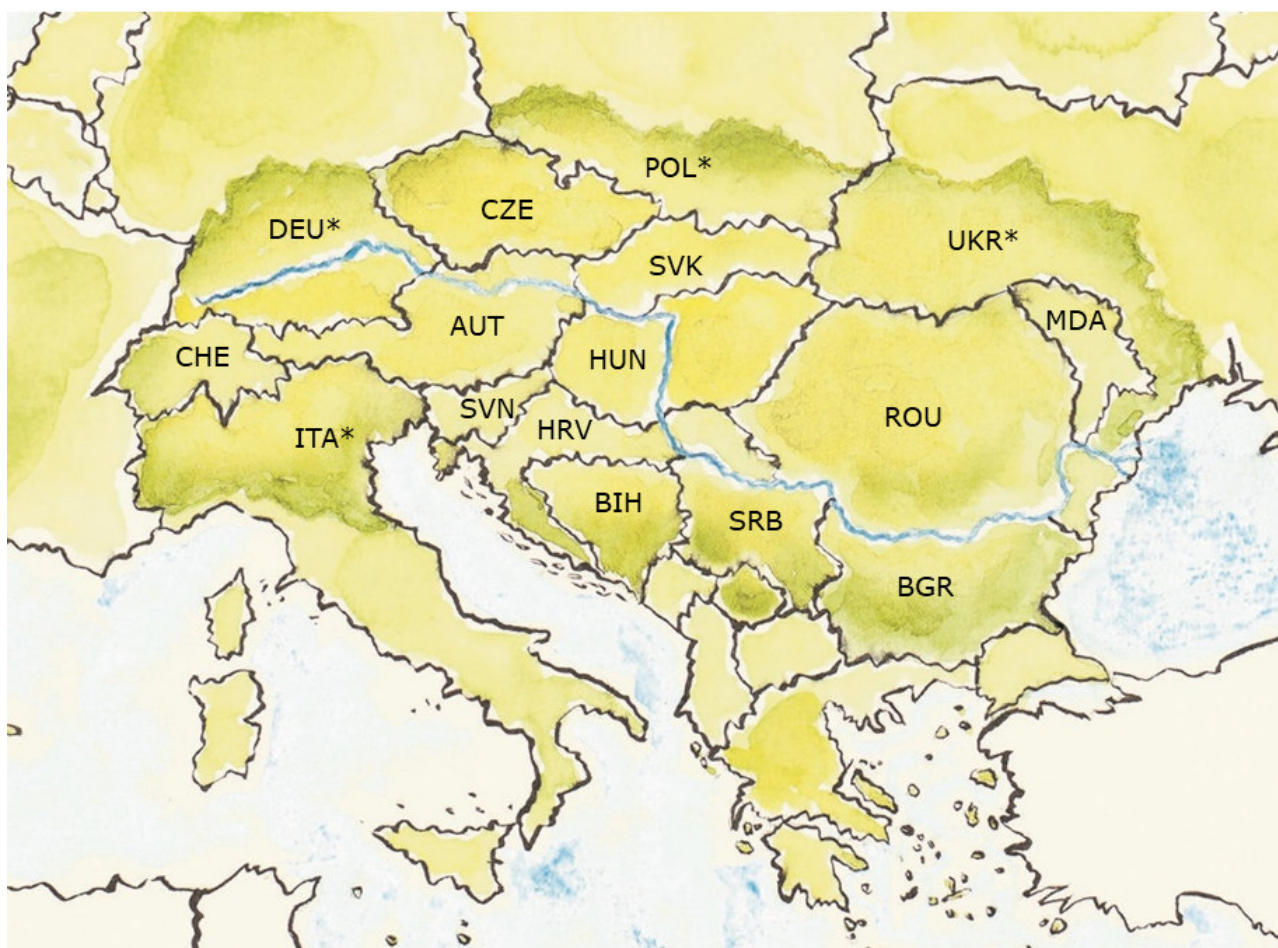 POL*
CZE
DEU*
UKR*
SVK
MDA
AUT
CHE
HUN
SVN
ROU
HRV
ITA*
BIH
SRB
BGR